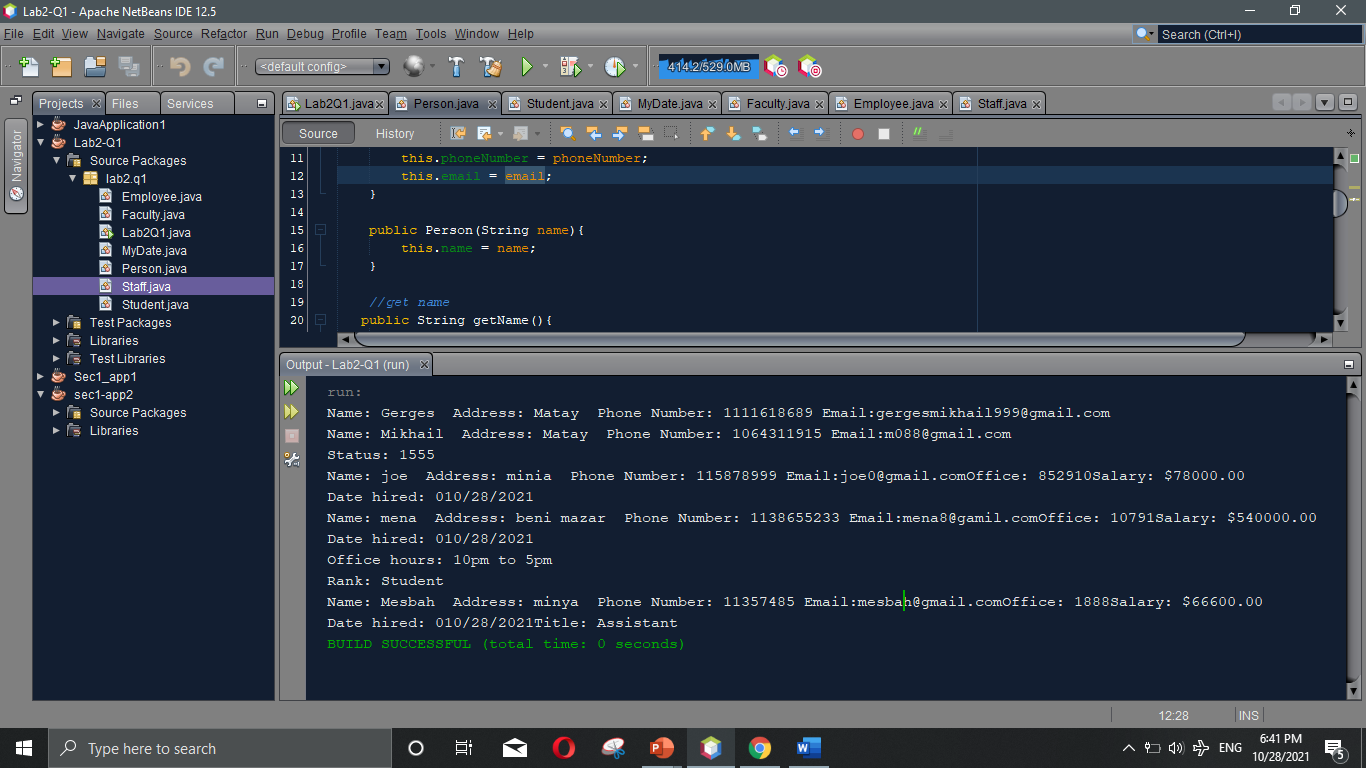 Lab2-Q1 - Apache NetBeans IDE 12.5
File Edit View Navigate Source Refactor Run Debug Profile Team Tools Window Help
Search (Ctrl+I)
<default config>
414.2/529.0MB
Projects Files Services
Lab2Q1.java Person.java Student.java MyDate.java Faculty.java Employee.java Staff.java
Navigator
JavaApplication1
Lab2-Q1
Source Packages
lab2.q1
Employee.java
Faculty.java
Lab2Q1.java
MyDate.java
Person.java
Staff.java
Student.java
Test Packages
Libraries
Test Libraries
Sec1_app1
sec1-app2
Source Packages
Libraries
Source History
11 this.phoneNumber = phoneNumber;
12 this.email = email;
13 }
14
15 public Person(String name){
16 this.name = name;
17 }
18
19 //get name
20 public String getName(){
Output - Lab2-Q1 (run)
run:
Name: Gerges  Address: Matay  Phone Number: 1111618689 Email:gergesmikhail999@gmail.com
Name: Mikhail  Address: Matay  Phone Number: 1064311915 Email:m088@gmail.com
Status: 1555
Name: joe  Address: minia  Phone Number: 115878999 Email:joe0@gmail.comOffice: 852910Salary: $78000.00
Date hired: 010/28/2021
Name: mena  Address: beni mazar  Phone Number: 1138655233 Email:mena8@gamil.comOffice: 10791Salary: $540000.00
Date hired: 010/28/2021
Office hours: 10pm to 5pm
Rank: Student
Name: Mesbah  Address: minya  Phone Number: 11357485 Email:mesbah@gmail.comOffice: 1888Salary: $66600.00
Date hired: 010/28/2021Title: Assistant
BUILD SUCCESSFUL (total time: 0 seconds)
12:28 INS
Type here to search
ENG
6:41 PM
10/28/2021
5